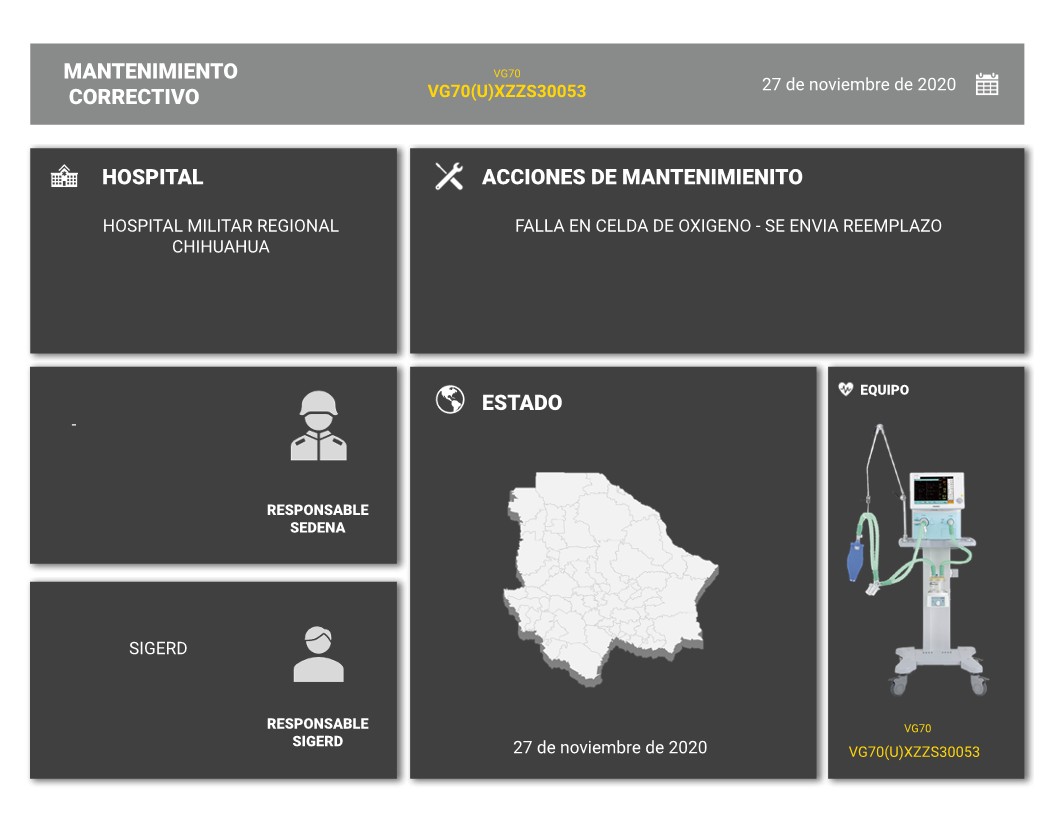 MANTENIMIENTO
CORRECTIVO
VG70
VG70(U)XZZS30053
27 de noviembre de 2020
HOSPITAL
HOSPITAL MILITAR REGIONAL
CHIHUAHUA
ACCIONES DE MANTENIMIENITO
FALLA EN CELDA DE OXIGENO - SE ENVIA REEMPLAZO
-
RESPONSABLE
SEDENA
SIGERD
RESPONSABLE
SIGERD
ESTADO
27 de noviembre de 2020
EQUIPO
VG70
VG70(U)XZZS30053